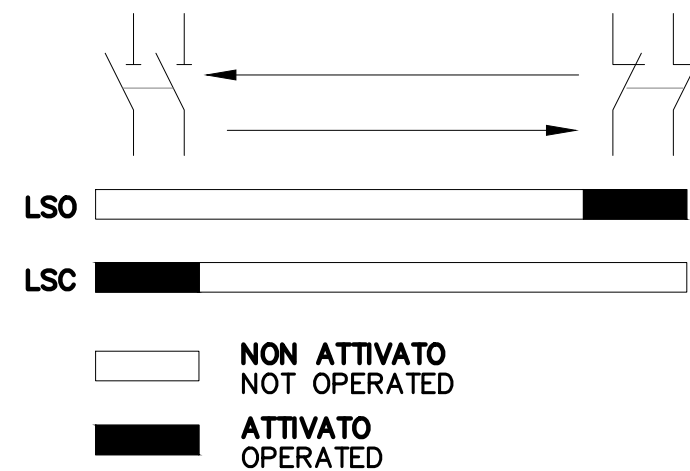 LSO
LSC
NON ATTIVATO
NOT OPERATED
ATTIVATO
OPERATED